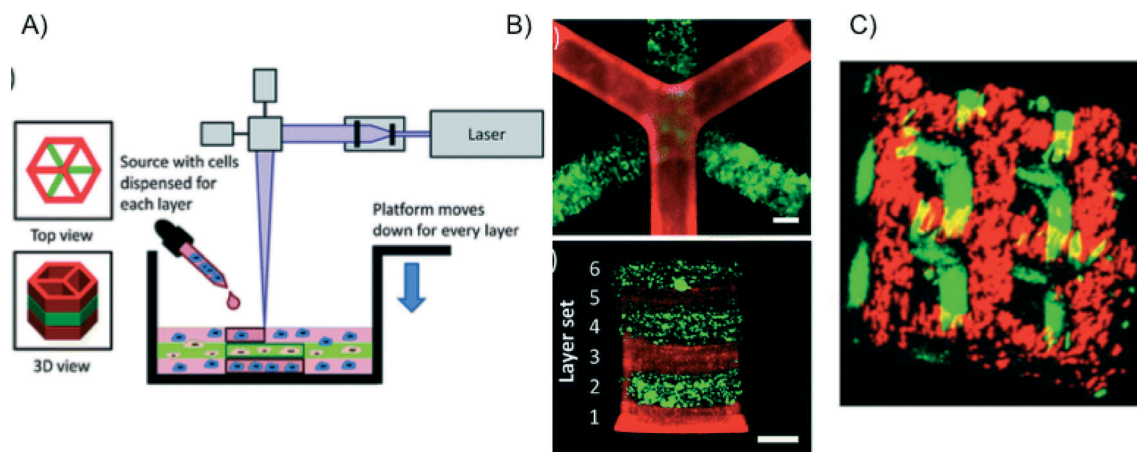 A)
B)
C)
)
Laser
Source with cells
dispensed for
each layer
Platform moves
down for every layer
Top view
3D view
)
)
Layer set
6
5
4
3
2
1